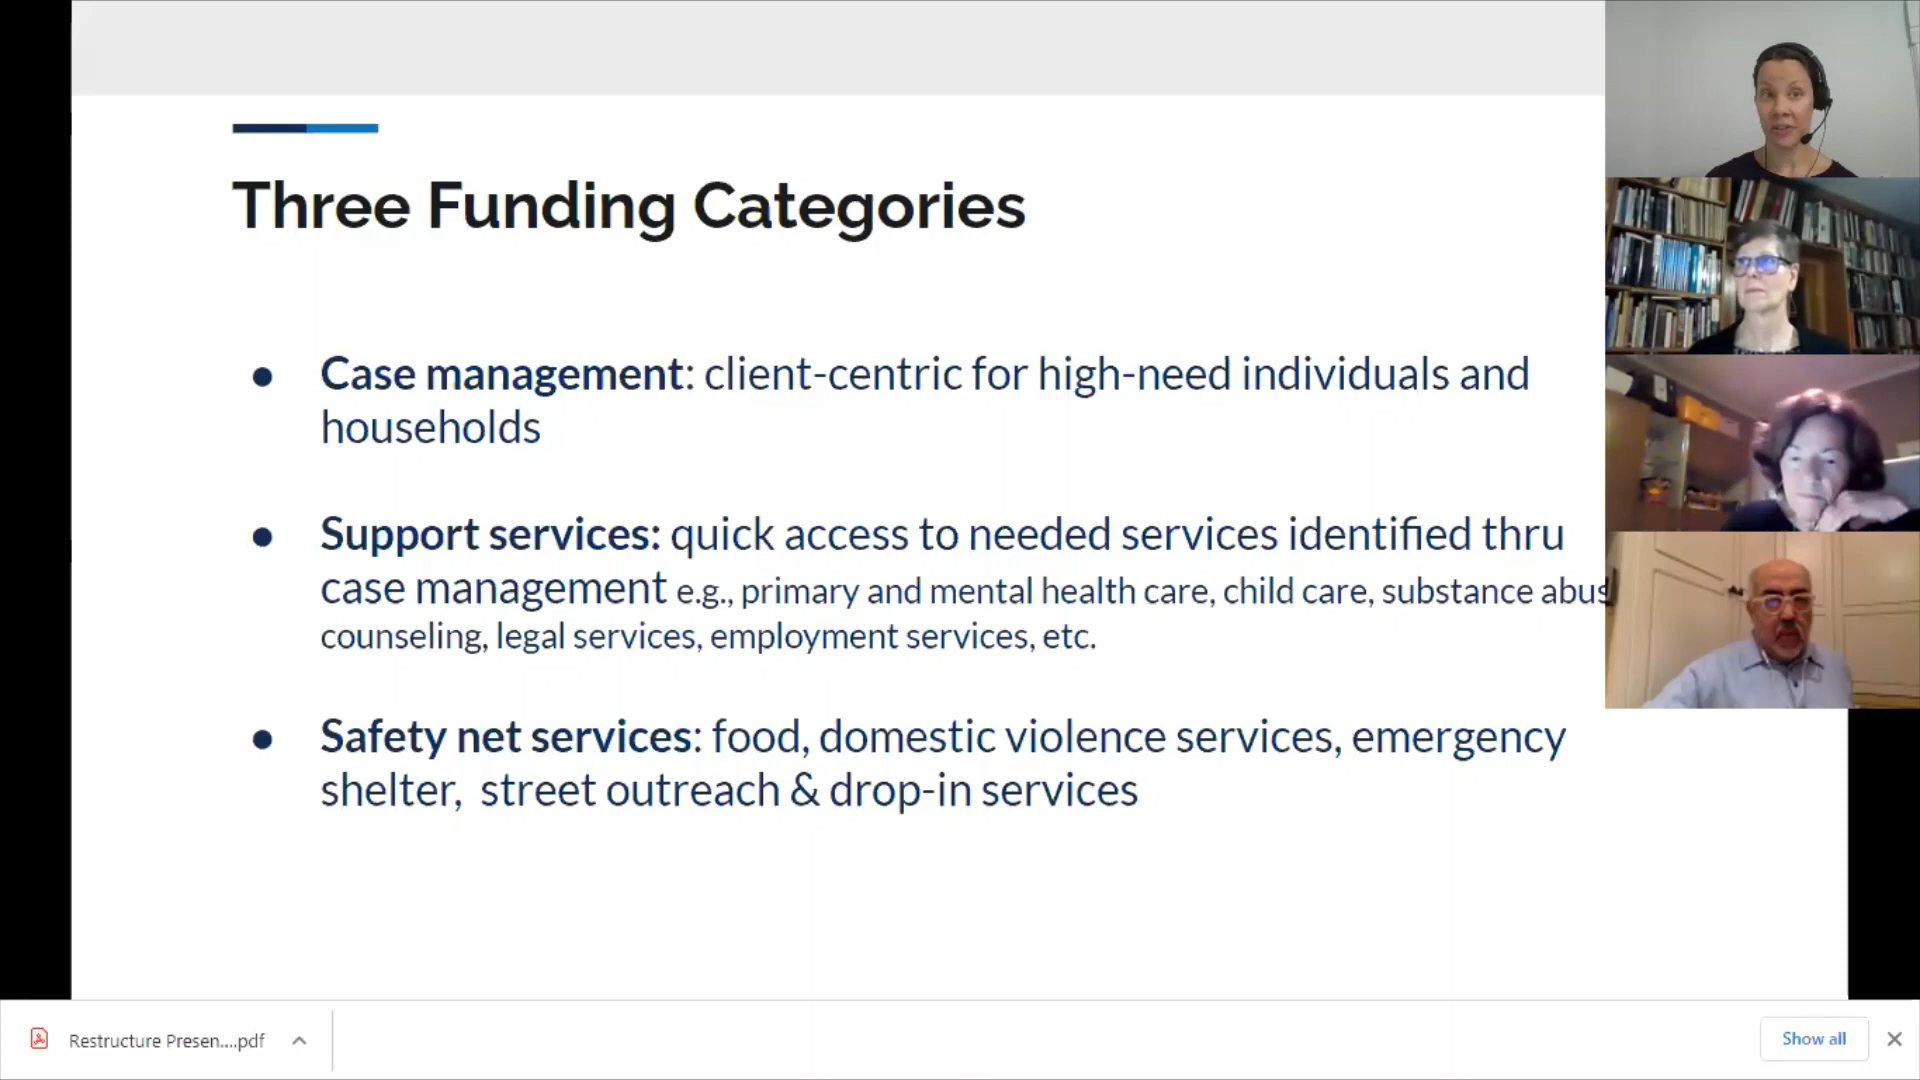 Three Funding Categories
● Case management: client-centric for high-need individuals and
households
● Support services: quick access to needed services identified thru
case management e.g., primary and mental health care, child care, substance abus
counseling, legal services, employment services, etc.
● Safety net services: food, domestic violence services, emergency
shelter, street outreach & drop-in services
Restructure Presen....pdf
Show all